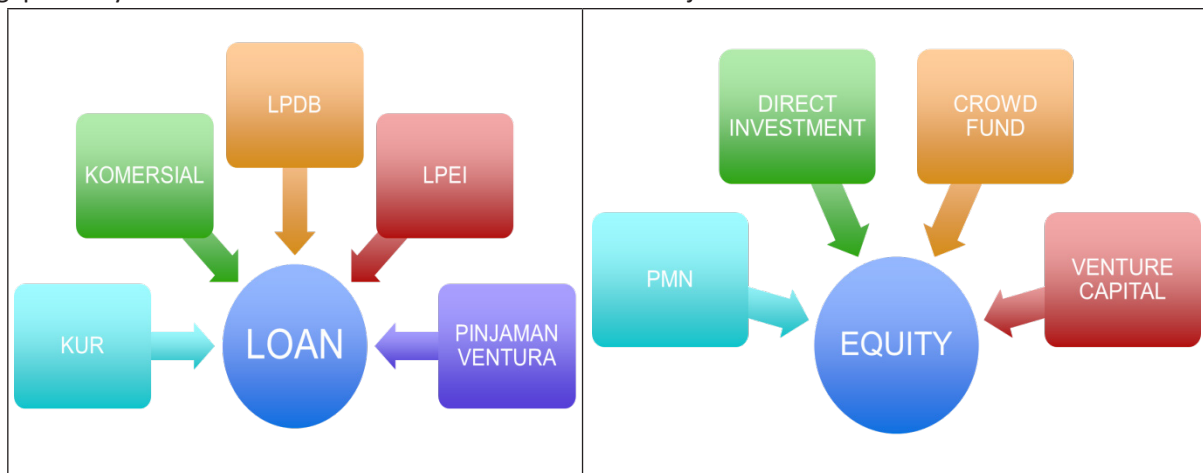 LPDB
KOMERSIAL
LPEI
KUR
LOAN
PINJAMAN
VENTURA
DIRECT
INVESTMENT
CROWD
FUND
PMN
VENTURE
CAPITAL
EQUITY